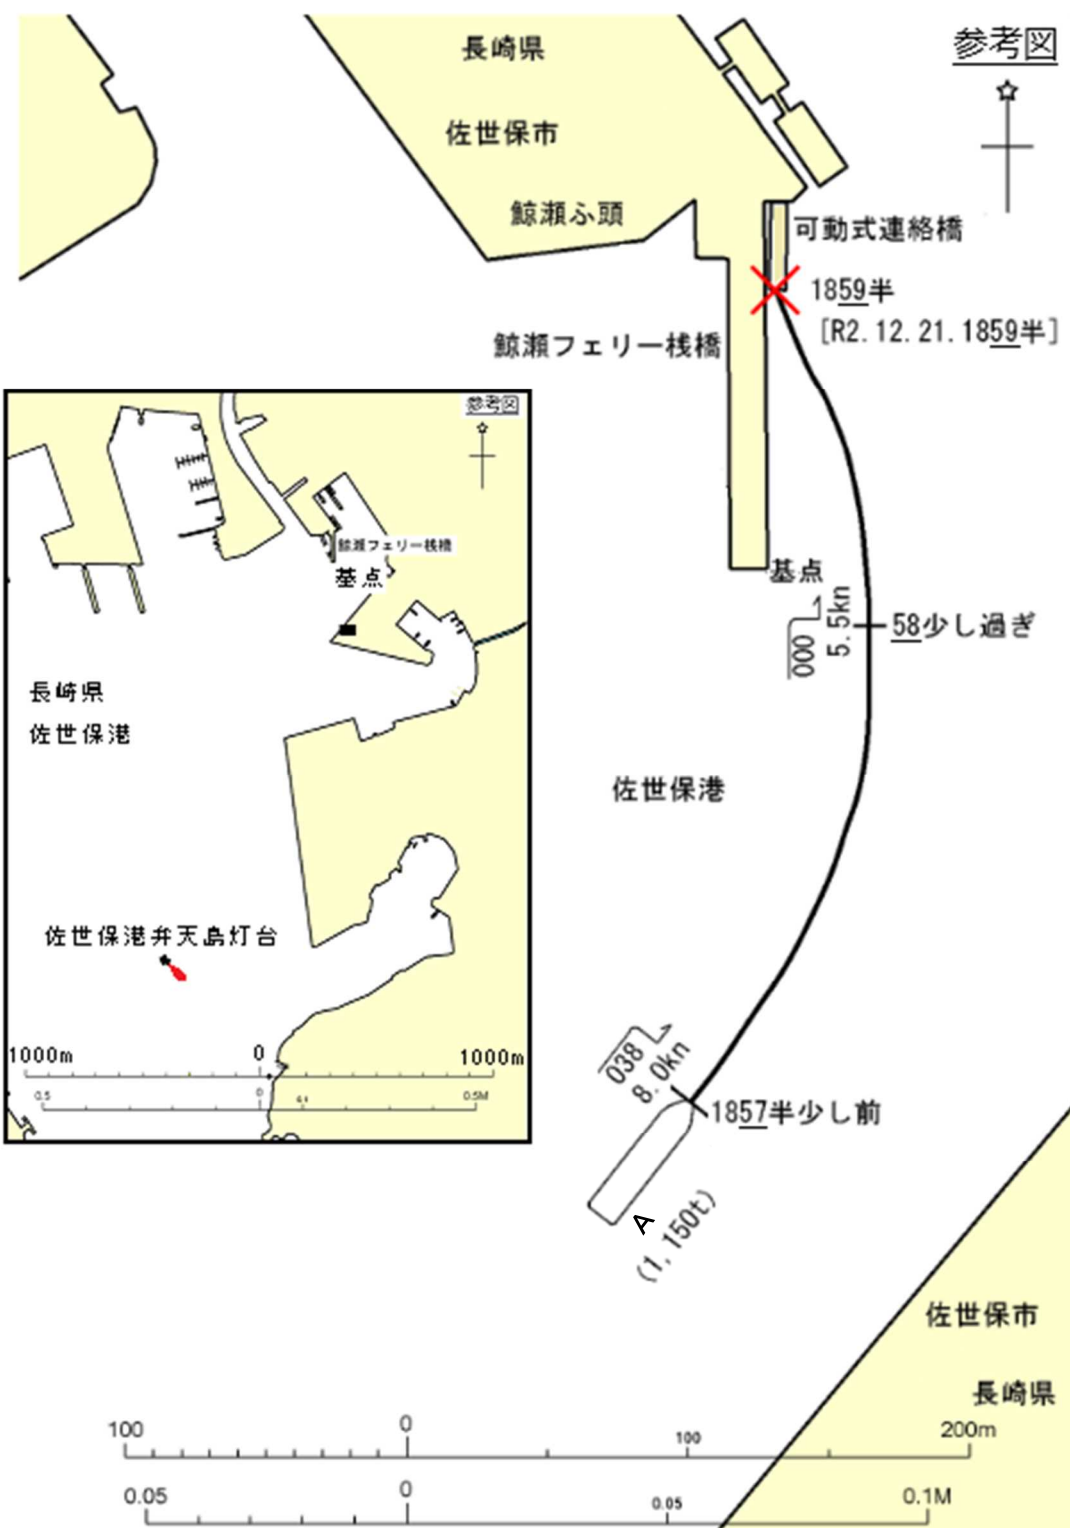 参考図
長崎県
佐世保市
鯨瀬ふ頭
可動式連絡橋
1859半
[R2.12.21.1859半]
鯨瀬フェリー桟橋
基点
000
5.5kn
58少し過ぎ
佐世保港
038
8.0kn
1857半少し前
A
(1,150t)
佐世保市
長崎県
100 0 100 200m
0.05 0 0.05 0.1M
参考図
鯨瀬フェリー桟橋
基点
長崎県
佐世保港
佐世保港弁天島灯台
1000m 0 1000m
0.5 0 0.5M